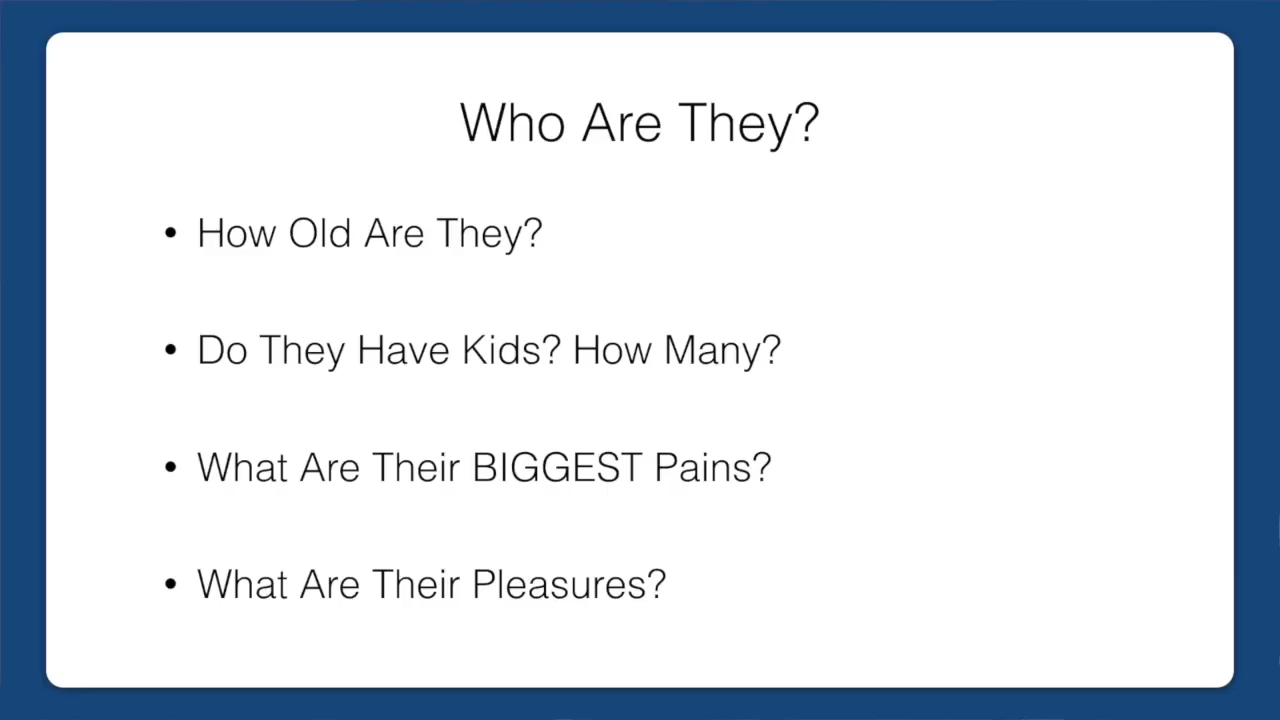 Who Are They?
• How Old Are They?
• Do They Have Kids? How Many?
• What Are Their BIGGEST Pains?
• What Are Their Pleasures?